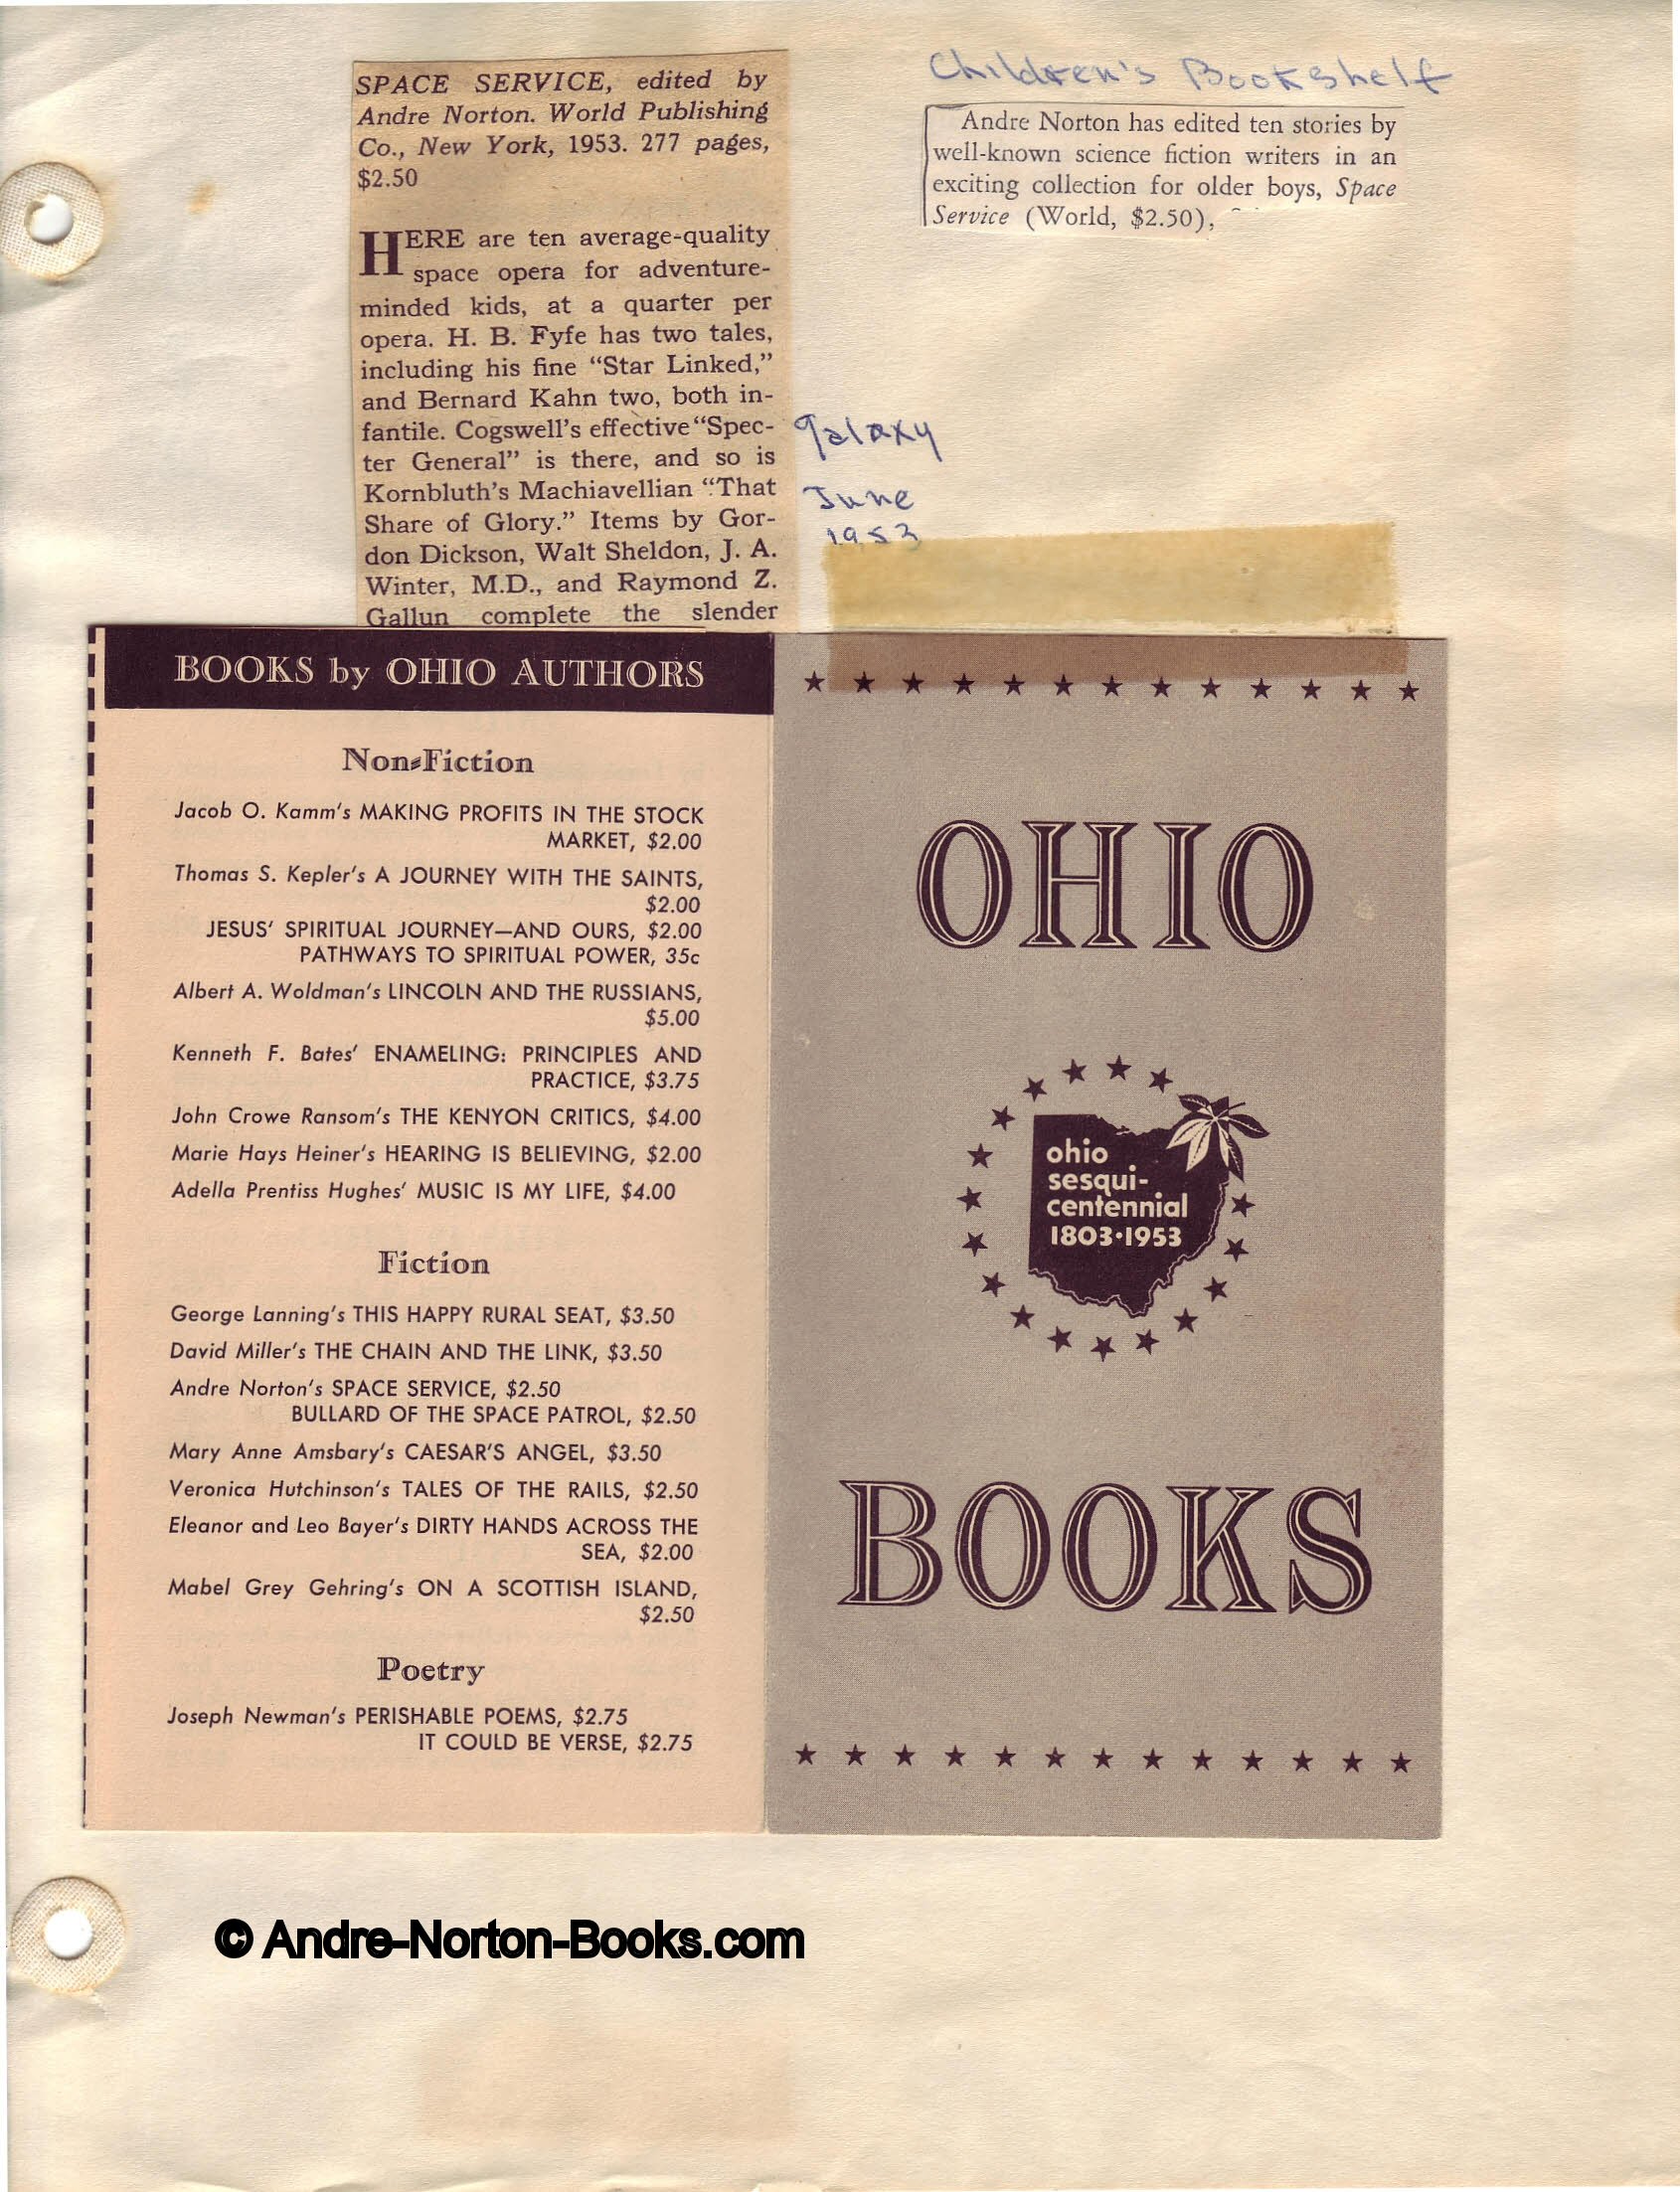 SPACE SERVICE, edited by
Andre Norton. World Publishing
Co., New York, 1953. 277 pages,
$2.50
HERE are ten average-quality
space opera for adventure-
minded kids, at a quarter per
opera. H. B. Fyfe has two tales,
including his fine “Star Linked,”
and Bernard Kahn two, both in-
fantile. Cogswell’s effective “Spec-
ter General” is there, and so is
Kornbluth’s Machiavellian “That
Share of Glory.” Items by Gor-
don Dickson, Walt Sheldon, J. A.
Winter, M.D., and Raymond Z.
Gallun complete the slender
Children's Bookshelf
Andre Norton has edited ten stories by
well-known science fiction writers in an
exciting collection for older boys, Space
Service (World, $2.50),
Galaxy
June
1953
BOOKS by OHIO AUTHORS
Non-Fiction
Jacob O. Kamm's MAKING PROFITS IN THE STOCK
MARKET, $2.00
Thomas S. Kepler's A JOURNEY WITH THE SAINTS,
$2.00
JESUS' SPIRITUAL JOURNEY—AND OURS, $2.00
PATHWAYS TO SPIRITUAL POWER, 35c
Albert A. Woldman's LINCOLN AND THE RUSSIANS,
$5.00
Kenneth F. Bates' ENAMELING: PRINCIPLES AND
PRACTICE, $3.75
John Crowe Ransom's THE KENYON CRITICS, $4.00
Marie Hays Heiner's HEARING IS BELIEVING, $2.00
Adella Prentiss Hughes' MUSIC IS MY LIFE, $4.00
Fiction
George Lanning's THIS HAPPY RURAL SEAT, $3.50
David Miller's THE CHAIN AND THE LINK, $3.50
Andre Norton's SPACE SERVICE, $2.50
BULLARD OF THE SPACE PATROL, $2.50
Mary Anne Amsbary's CAESAR'S ANGEL, $3.50
Veronica Hutchinson's TALES OF THE RAILS, $2.50
Eleanor and Leo Bayer's DIRTY HANDS ACROSS THE
SEA, $2.00
Mabel Grey Gehring's ON A SCOTTISH ISLAND,
$2.50
Poetry
Joseph Newman's PERISHABLE POEMS, $2.75
IT COULD BE VERSE, $2.75
OHIO
ohio
sesqui-
centennial
1803•1953
BOOKS
© Andre-Norton-Books.com